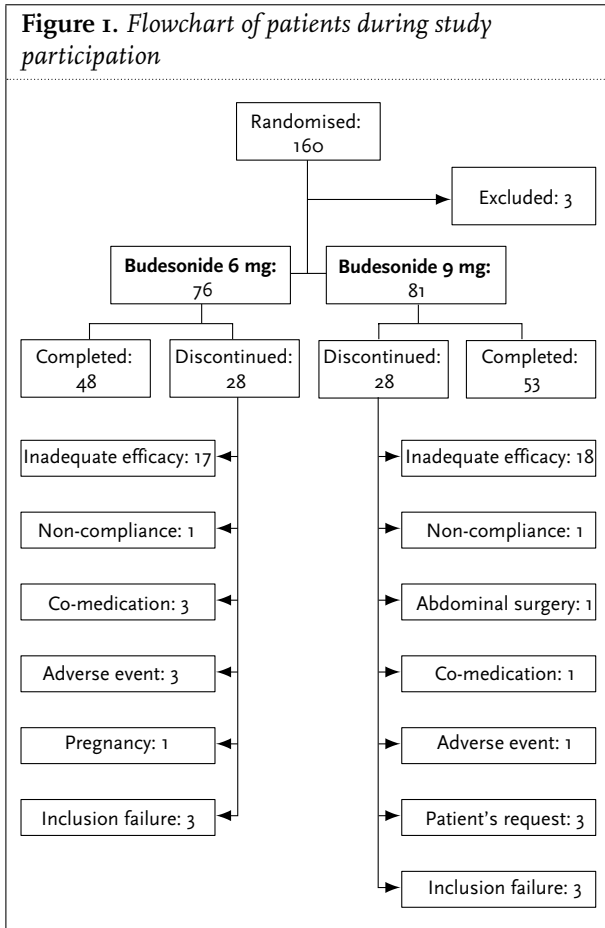 Figure 1. Flowchart of patients during study
participation
Randomised:
160
Excluded: 3
Budesonide 6 mg:
76
Budesonide 9 mg:
81
Completed:
48
Discontinued:
28
Discontinued:
28
Completed:
53
Inadequate efficacy: 17
Non-compliance: 1
Co-medication: 3
Adverse event: 3
Pregnancy: 1
Inclusion failure: 3
Inadequate efficacy: 18
Non-compliance: 1
Abdominal surgery: 1
Co-medication: 1
Adverse event: 1
Patient's request: 3
Inclusion failure: 3